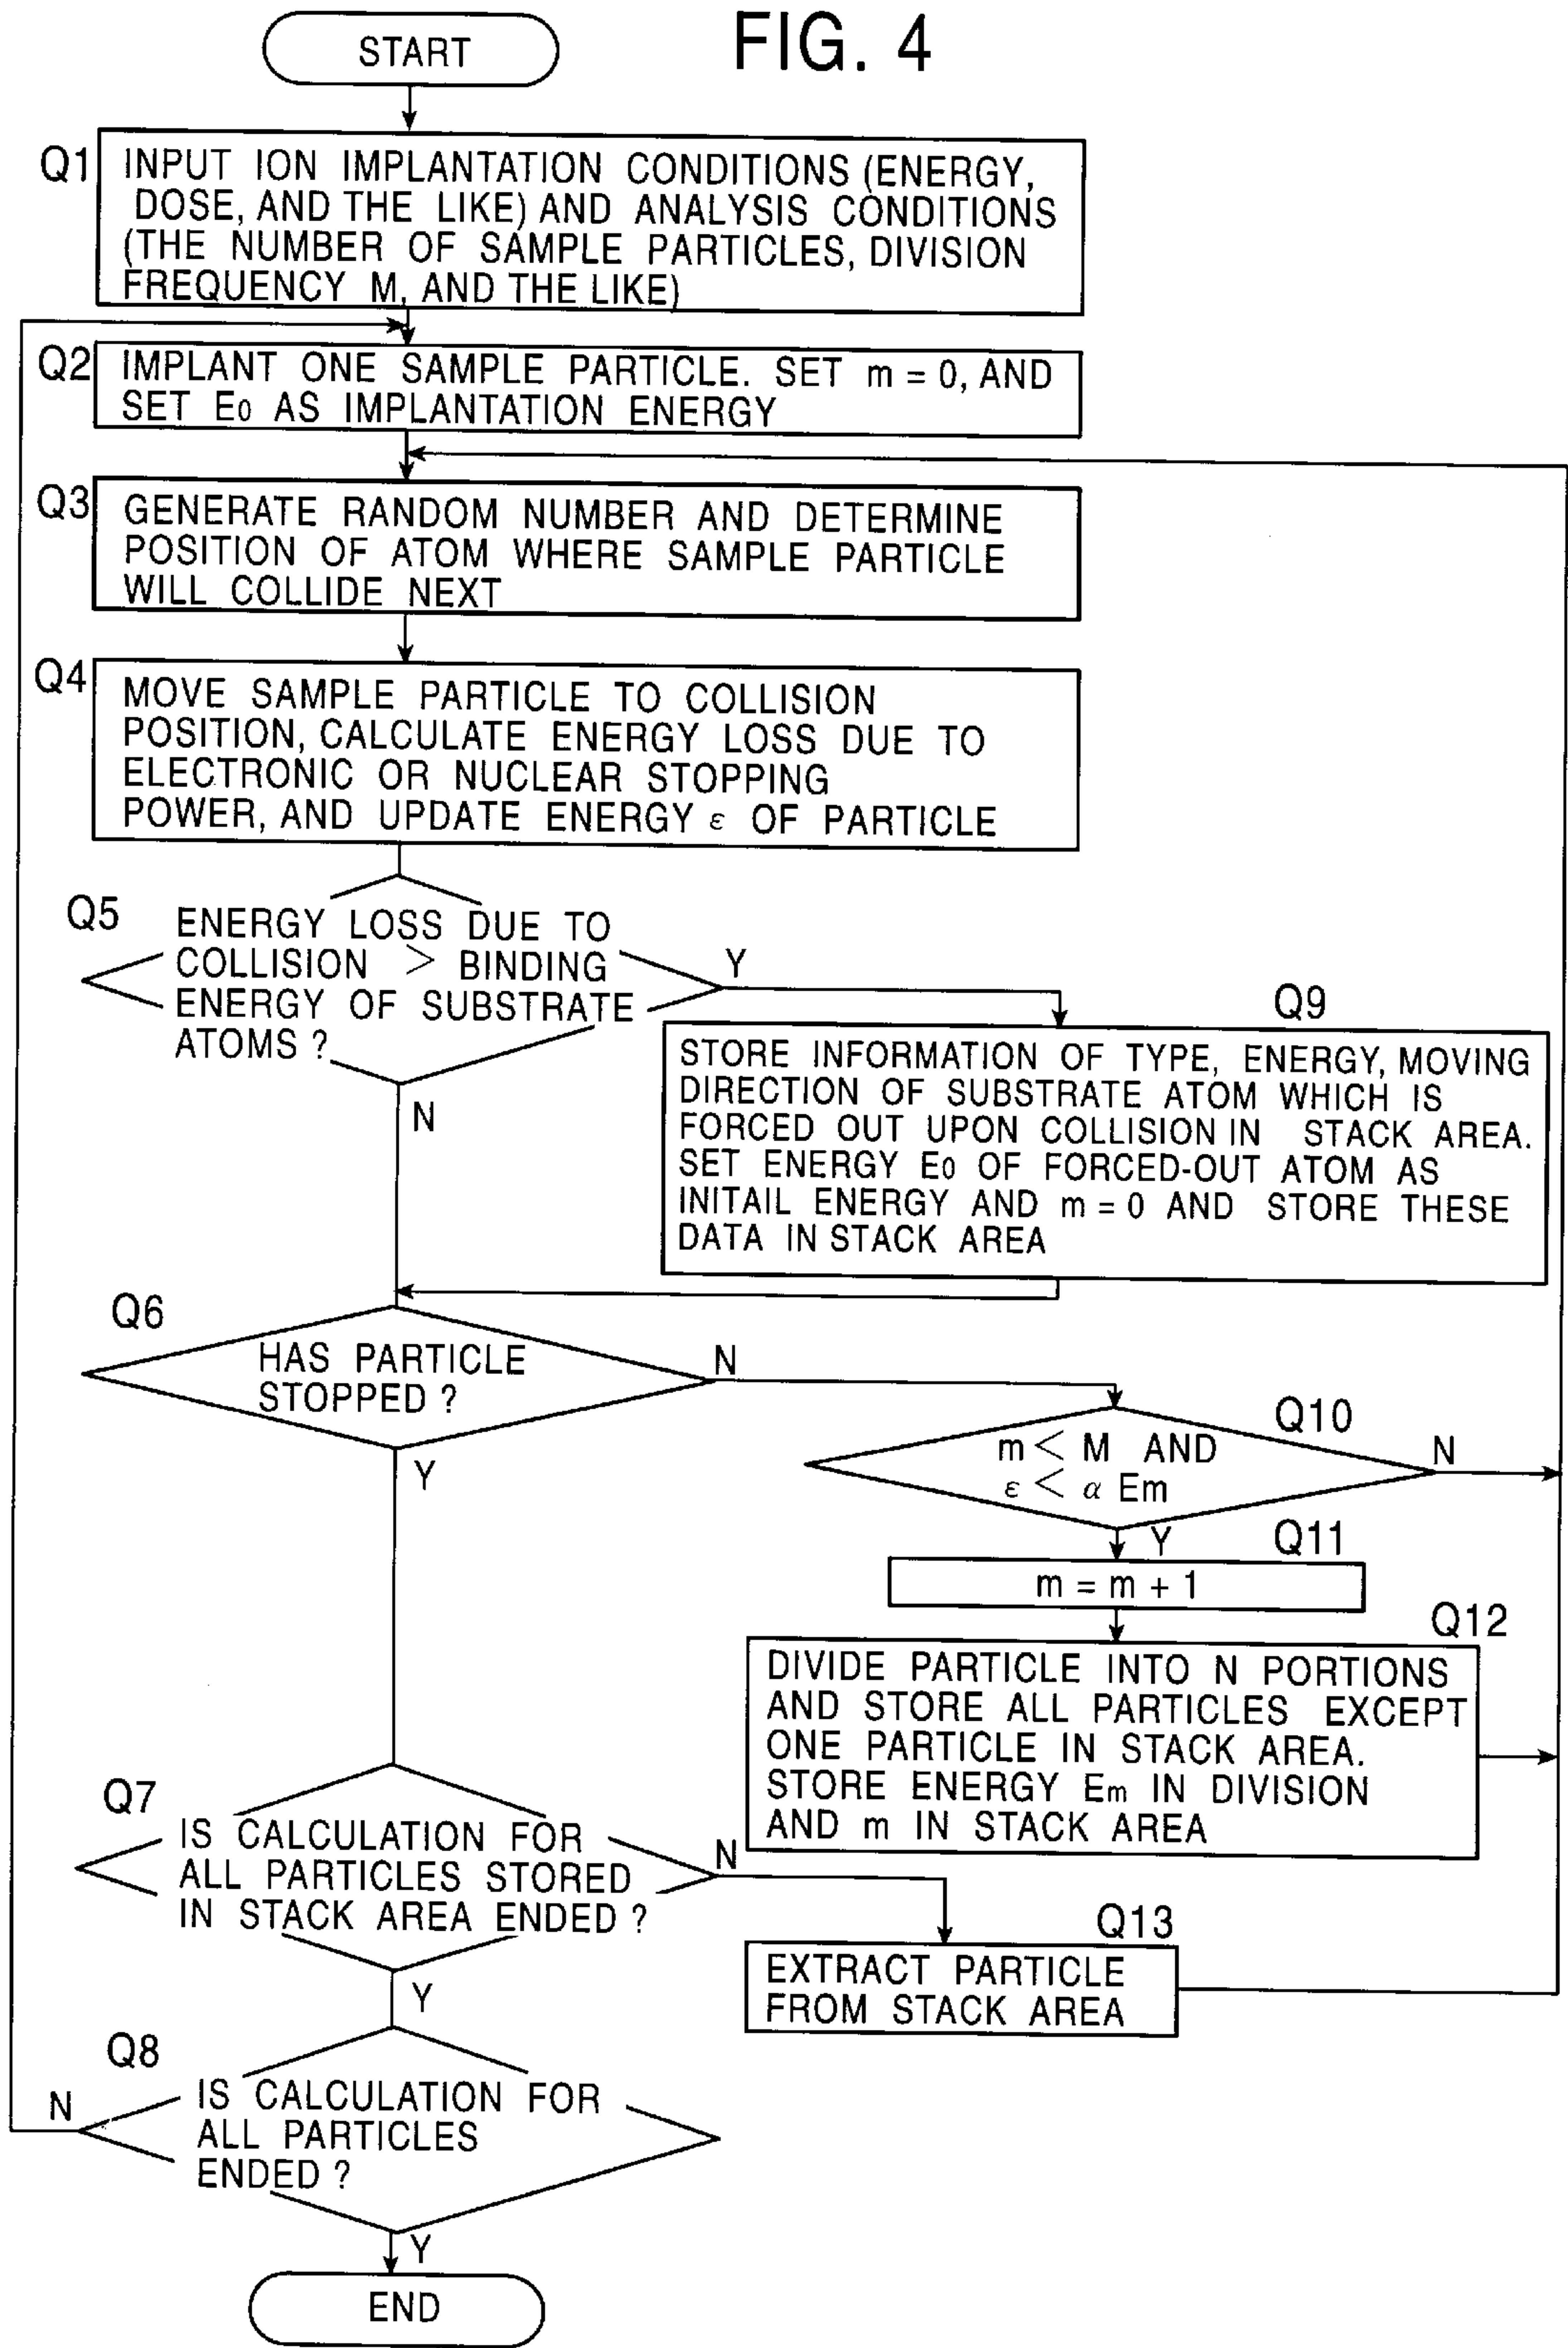 FIG. 4
START
Q1
INPUT ION IMPLANTATION CONDITIONS (ENERGY,
DOSE, AND THE LIKE) AND ANALYSIS CONDITIONS
(THE NUMBER OF SAMPLE PARTICLES, DIVISION
FREQUENCY M, AND THE LIKE)
Q2
IMPLANT ONE SAMPLE PARTICLE. SET m = 0, AND
SET E0 AS IMPLANTATION ENERGY
Q3
GENERATE RANDOM NUMBER AND DETERMINE
POSITION OF ATOM WHERE SAMPLE PARTICLE
WILL COLLIDE NEXT
Q4
MOVE SAMPLE PARTICLE TO COLLISION
POSITION, CALCULATE ENERGY LOSS DUE TO
ELECTRONIC OR NUCLEAR STOPPING
POWER, AND UPDATE ENERGY ε OF PARTICLE
Q5
ENERGY LOSS DUE TO
COLLISION > BINDING
ENERGY OF SUBSTRATE
ATOMS ?
Y
N
Q9
STORE INFORMATION OF TYPE, ENERGY, MOVING
DIRECTION OF SUBSTRATE ATOM WHICH IS
FORCED OUT UPON COLLISION IN STACK AREA.
SET ENERGY E0 OF FORCED-OUT ATOM AS
INITAIL ENERGY AND m = 0 AND STORE THESE
DATA IN STACK AREA
Q6
HAS PARTICLE
STOPPED ?
N
Y
Q10
m < M AND
ε < α Em
N
Y
Q11
m = m + 1
Q12
DIVIDE PARTICLE INTO N PORTIONS
AND STORE ALL PARTICLES EXCEPT
ONE PARTICLE IN STACK AREA.
STORE ENERGY Em IN DIVISION
AND m IN STACK AREA
Q7
IS CALCULATION FOR
ALL PARTICLES STORED
IN STACK AREA ENDED ?
N
Y
Q13
EXTRACT PARTICLE
FROM STACK AREA
Q8
IS CALCULATION FOR
ALL PARTICLES
ENDED ?
N
Y
END